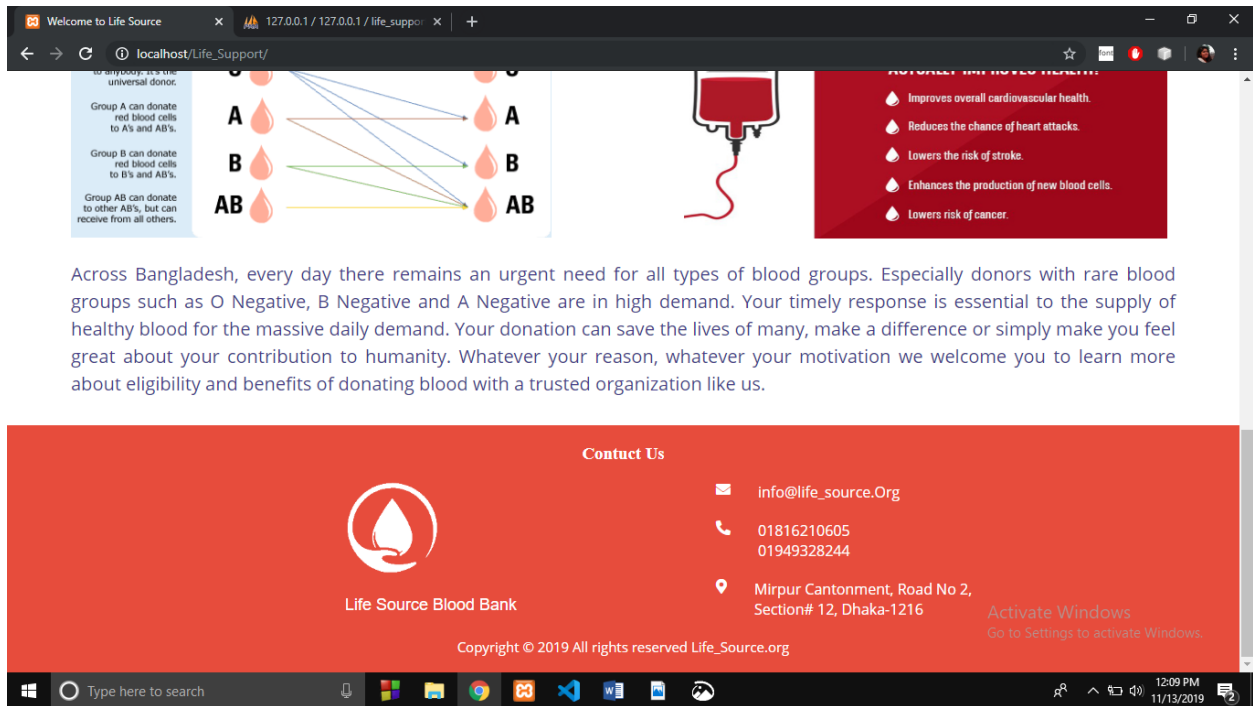 Welcome to Life Source
127.0.0.1 / 127.0.0.1 / life_suppor
localhost/Life_Support/
font
to anybody. It's the
universal donor.
Group A can donate
red blood cells
to A's and AB's.
Group B can donate
red blood cells
to B's and AB's.
Group AB can donate
to other AB's, but can
receive from all others.
A
B
AB
A
B
AB
ACTUALLY IMPROVES HEALTH!
Improves overall cardiovascular health.
Reduces the chance of heart attacks.
Lowers the risk of stroke.
Enhances the production of new blood cells.
Lowers risk of cancer.
Across Bangladesh, every day there remains an urgent need for all types of blood groups. Especially donors with rare blood
groups such as O Negative, B Negative and A Negative are in high demand. Your timely response is essential to the supply of
healthy blood for the massive daily demand. Your donation can save the lives of many, make a difference or simply make you feel
great about your contribution to humanity. Whatever your reason, whatever your motivation we welcome you to learn more
about eligibility and benefits of donating blood with a trusted organization like us.
Contuct Us
info@life_source.Org
01816210605
01949328244
Mirpur Cantonment, Road No 2,
Section# 12, Dhaka-1216
Life Source Blood Bank
Copyright © 2019 All rights reserved Life_Source.org
Activate Windows
Go to Settings to activate Windows.
Type here to search
12:09 PM
11/13/2019
2